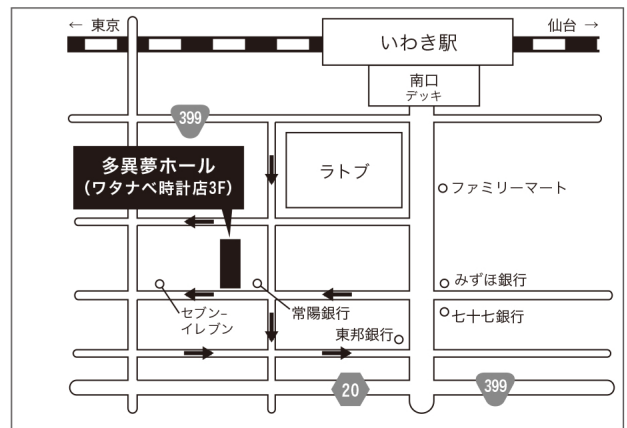 ← 東京
仙台 →
いわき駅
南口
デッキ
399
多異夢ホール
(ワタナベ時計店3F)
ラトブ
ファミリーマート
みずほ銀行
セブン-
イレブン
常陽銀行
七十七銀行
東邦銀行
20
399